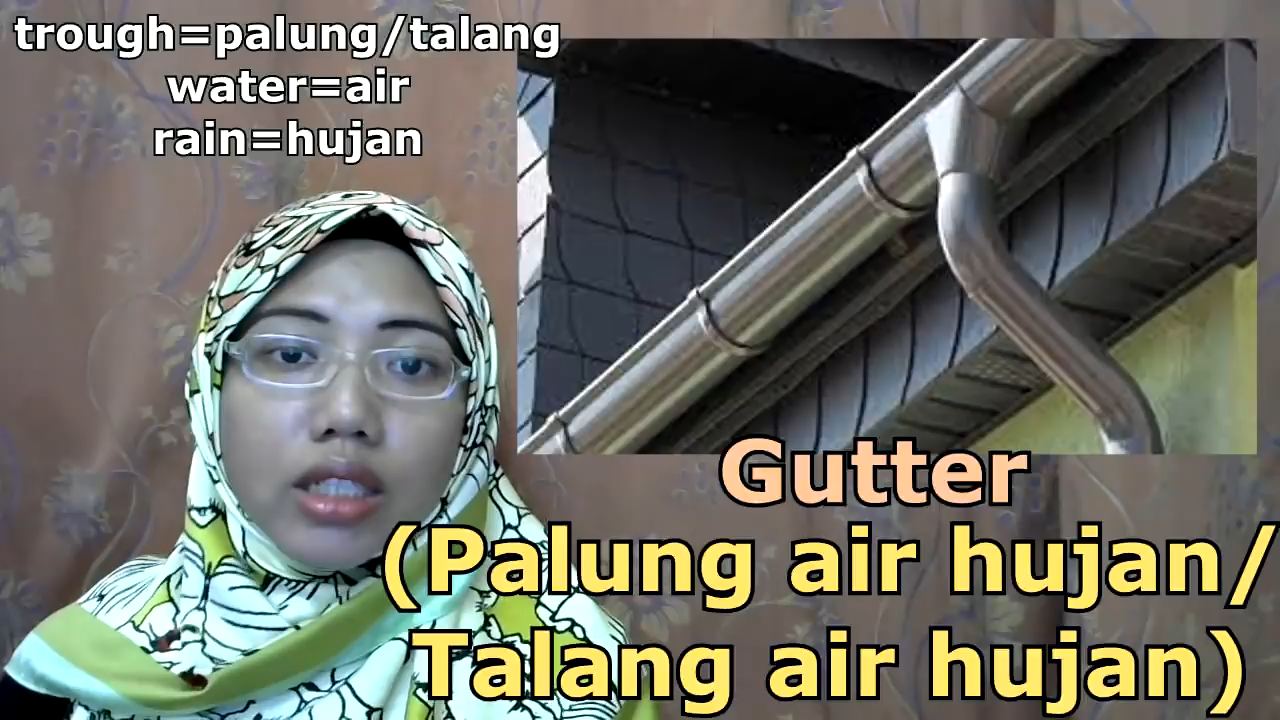 trough=palung/talang
water=air
rain=hujan
Gutter
(Palung air hujan/
Talang air hujan)